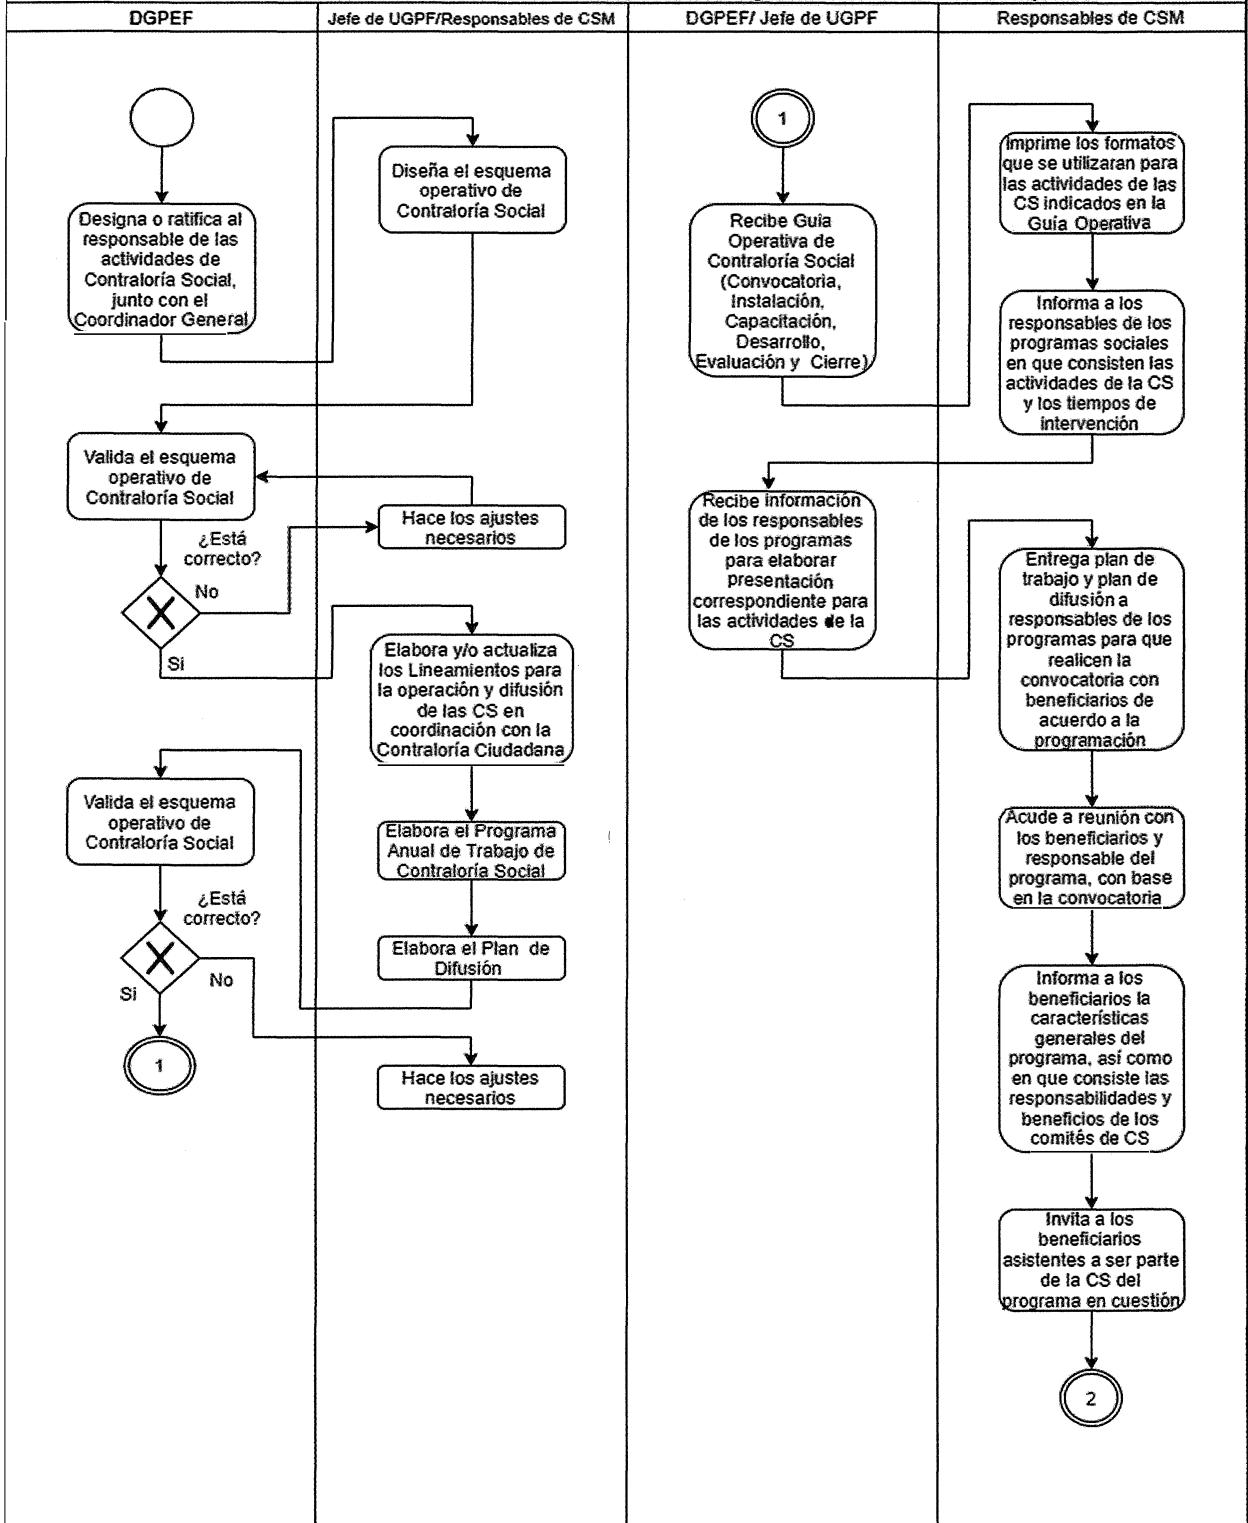 DGPEF
Jefe de UGPF/Responsables de CSM
DGPEF/ Jefe de UGPF
Responsables de CSM
Designa o ratifica al
responsable de las
actividades de
Contraloría Social,
junto con el
Coordinador General
Diseña el esquema
operativo de
Contraloría Social
Valida el esquema
operativo de
Contraloría Social
Hace los ajustes
necesarios
¿Está
correcto?
No
Si
Elabora y/o actualiza
los Lineamientos para
la operación y difusión
de las CS en
coordinación con la
Contraloría Ciudadana
Elabora el Programa
Anual de Trabajo de
Contraloría Social
Elabora el Plan de
Difusión
Valida el esquema
operativo de
Contraloría Social
¿Está
correcto?
Si
No
1
Hace los ajustes
necesarios
1
Recibe Guia
Operativa de
Contraloría Social
(Convocatoria,
Instalación,
Capacitación,
Desarrollo,
Evaluación y Cierre)
Imprime los formatos
que se utilizaran para
las actividades de las
CS indicados en la
Guía Operativa
Informa a los
responsables de los
programas sociales
en que consisten las
actividades de la CS
y los tiempos de
intervención
Recibe información
de los responsables
de los programas
para elaborar
presentación
correspondiente para
las actividades de la
CS
Entrega plan de
trabajo y plan de
difusión a
responsables de los
programas para que
realicen la
convocatoria con
beneficiarios de
acuerdo a la
programación
Acude a reunión con
los beneficiarios y
responsable del
programa, con base
en la convocatoria
Informa a los
beneficiarios la
características
generales del
programa, así como
en que consiste las
responsabilidades y
beneficios de los
comités de CS
Invita a los
beneficiarios
asistentes a ser parte
de la CS del
programa en cuestión
2